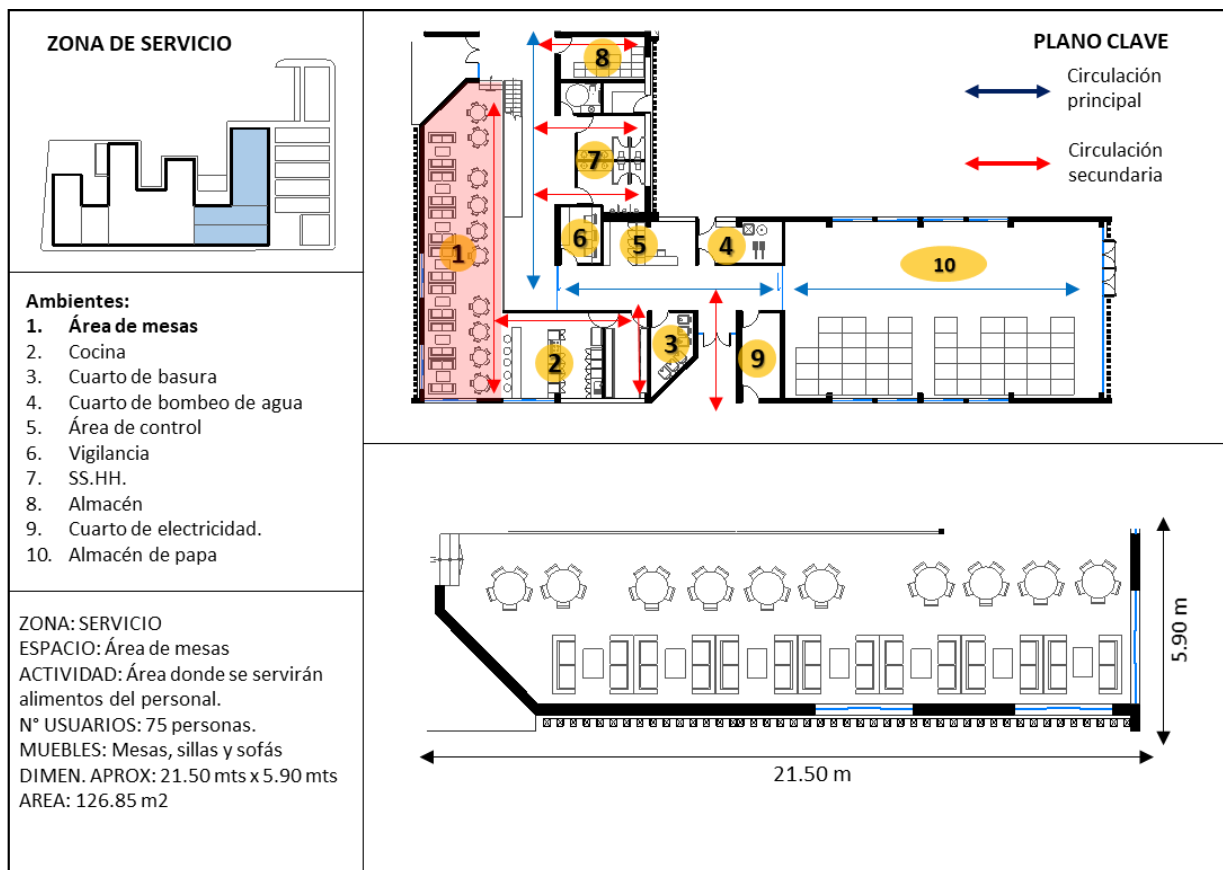 ZONA DE SERVICIO
Ambientes:
1. Área de mesas
2. Cocina
3. Cuarto de basura
4. Cuarto de bombeo de agua
5. Área de control
6. Vigilancia
7. SS.HH.
8. Almacén
9. Cuarto de electricidad.
10. Almacén de papa
ZONA: SERVICIO
ESPACIO: Área de mesas
ACTIVIDAD: Área donde se servirán
alimentos del personal.
N° USUARIOS: 75 personas.
MUEBLES: Mesas, sillas y sofás
DIMEN. APROX: 21.50 mts x 5.90 mts
AREA: 126.85 m2
PLANO CLAVE
Circulación
principal
Circulación
secundaria
8
7
6
5
4
10
1
2
3
9
5.90 m
21.50 m